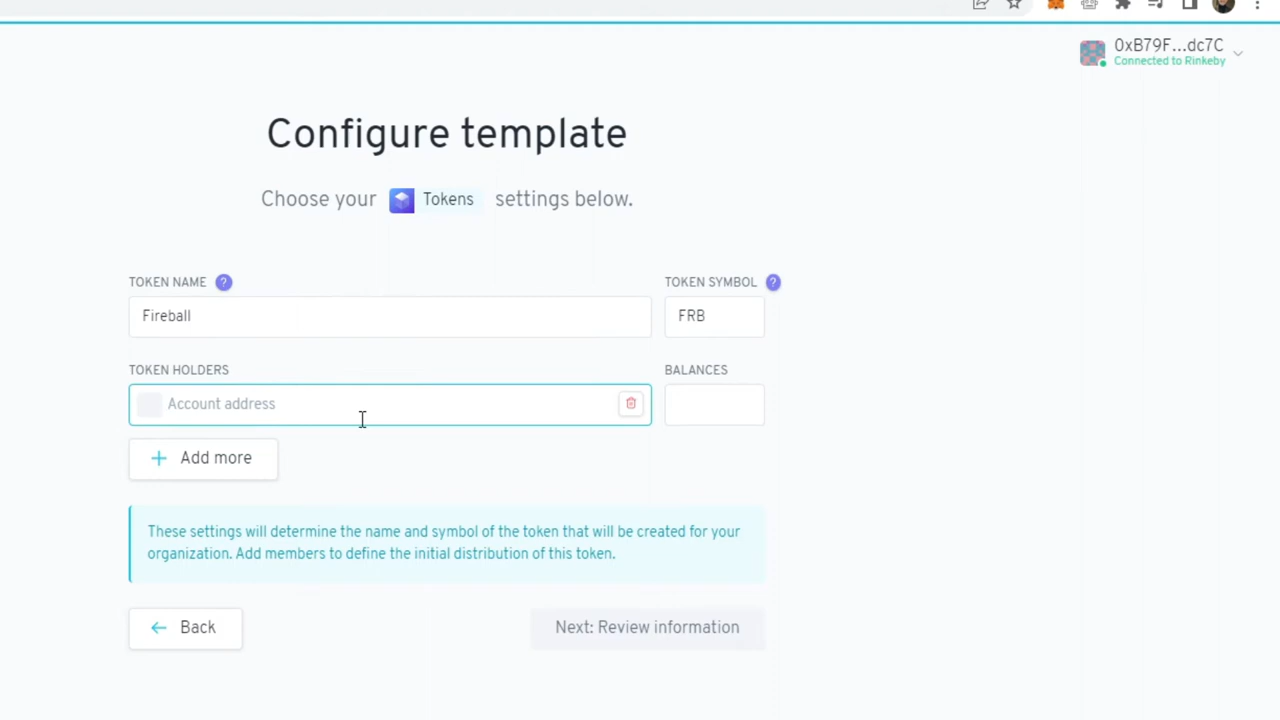 0xB79F...dc7C
Connected to Rinkeby
Configure template
Choose your Tokens settings below.
TOKEN NAME ? TOKEN SYMBOL ?
Fireball FRB
TOKEN HOLDERS BALANCES
Account address
+ Add more
These settings will determine the name and symbol of the token that will be created for your
organization. Add members to define the initial distribution of this token.
← Back Next: Review information